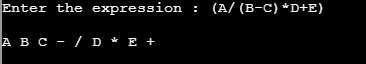 Enter the expression : (A/(B-C)*D+E)
A B C - / D * E +